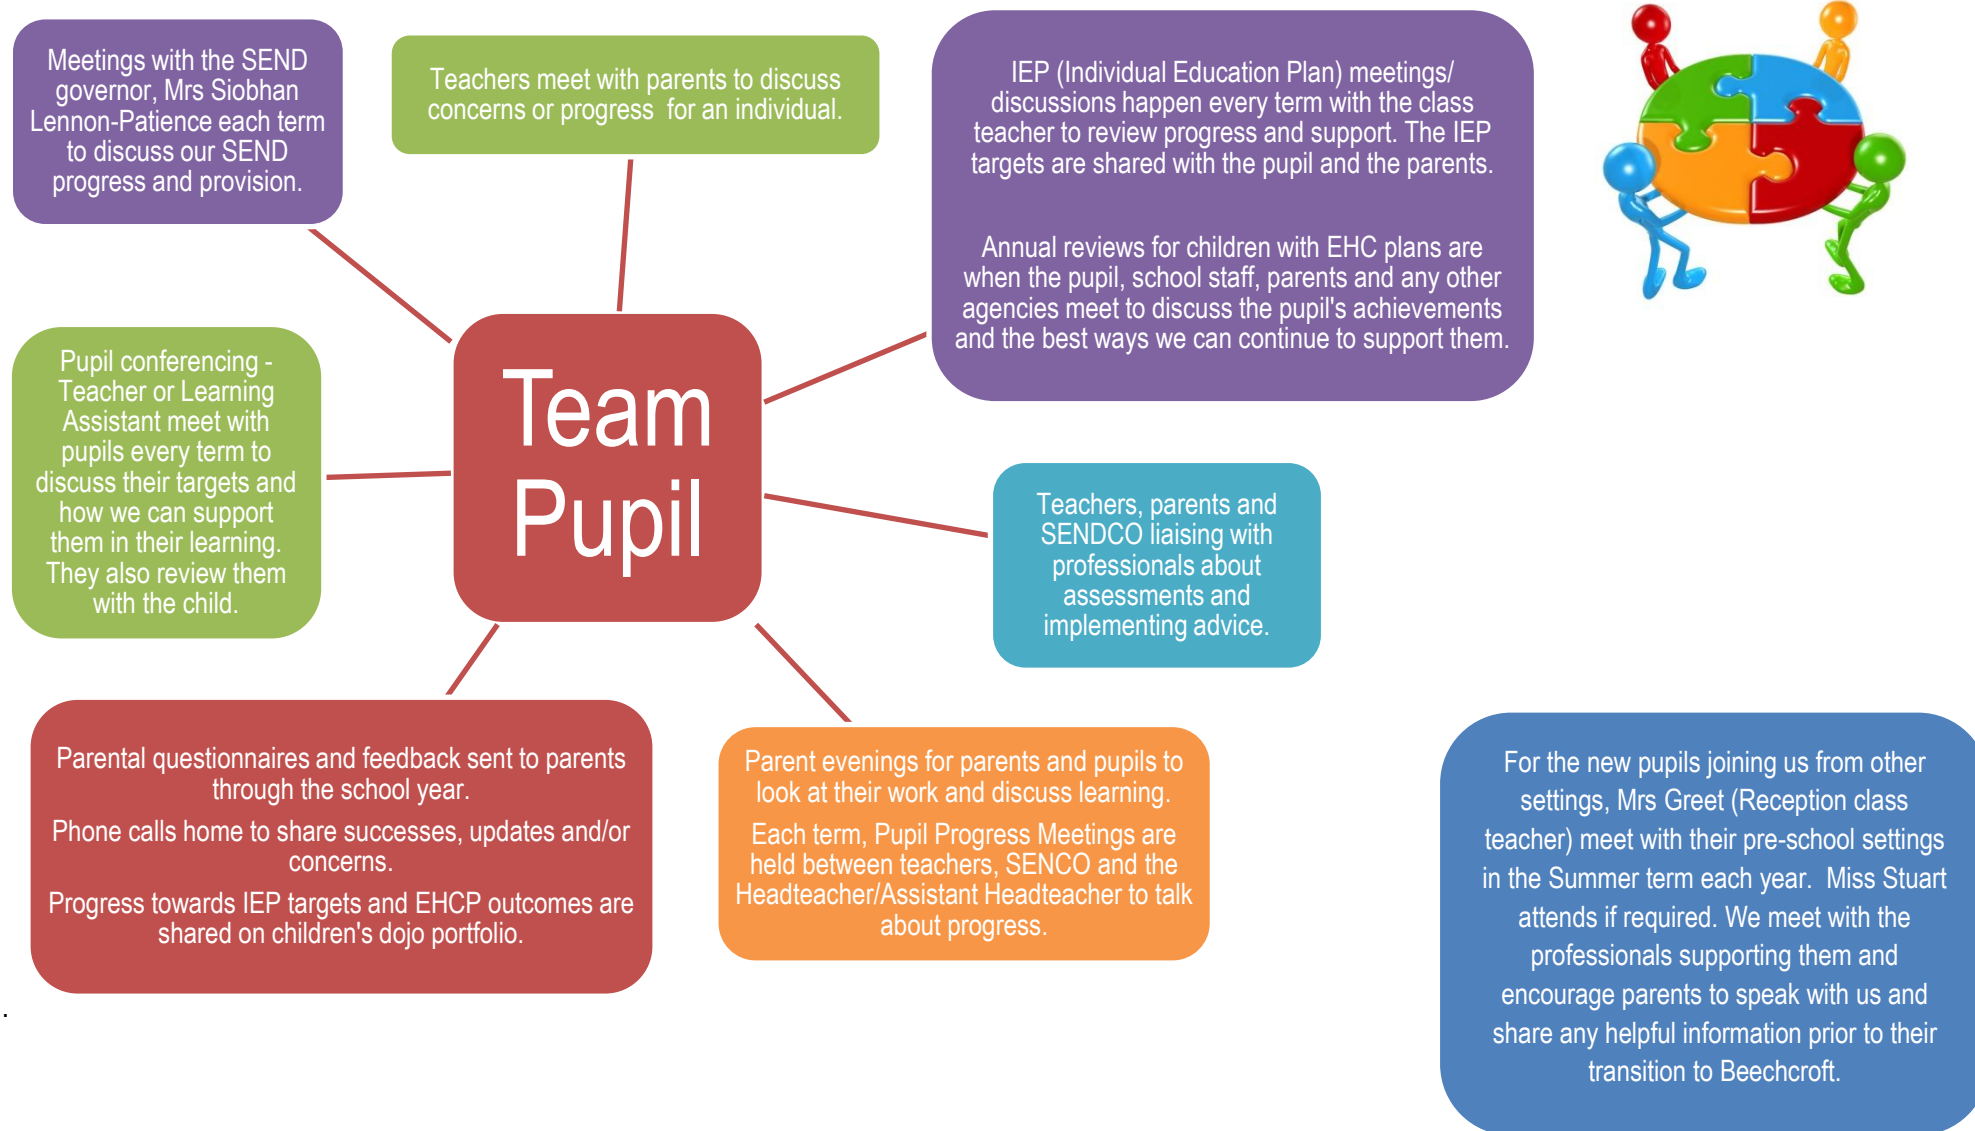 Meetings with the SEND
governor, Mrs Siobhan
Lennon-Patience each term
to discuss our SEND
progress and provision.
Teachers meet with parents to discuss
concerns or progress  for an individual.
IEP (Individual Education Plan) meetings/
discussions happen every term with the class
teacher to review progress and support. The IEP
targets are shared with the pupil and the parents.
Annual reviews for children with EHC plans are
when the pupil, school staff, parents and any other
agencies meet to discuss the pupil's achievements
and the best ways we can continue to support them.
Pupil conferencing -
Teacher or Learning
Assistant meet with
pupils every term to
discuss their targets and
how we can support
them in their learning.
They also review them
with the child.
Team
Pupil
Teachers, parents and
SENDCO liaising with
professionals about
assessments and
implementing advice.
Parental questionnaires and feedback sent to parents
through the school year.
Phone calls home to share successes, updates and/or
concerns.
Progress towards IEP targets and EHCP outcomes are
shared on children's dojo portfolio.
Parent evenings for parents and pupils to
look at their work and discuss learning.
Each term, Pupil Progress Meetings are
held between teachers, SENCO and the
Headteacher/Assistant Headteacher to talk
about progress.
For the new pupils joining us from other
settings, Mrs Greet (Reception class
teacher) meet with their pre-school settings
in the Summer term each year.  Miss Stuart
attends if required. We meet with the
professionals supporting them and
encourage parents to speak with us and
share any helpful information prior to their
transition to Beechcroft.
.